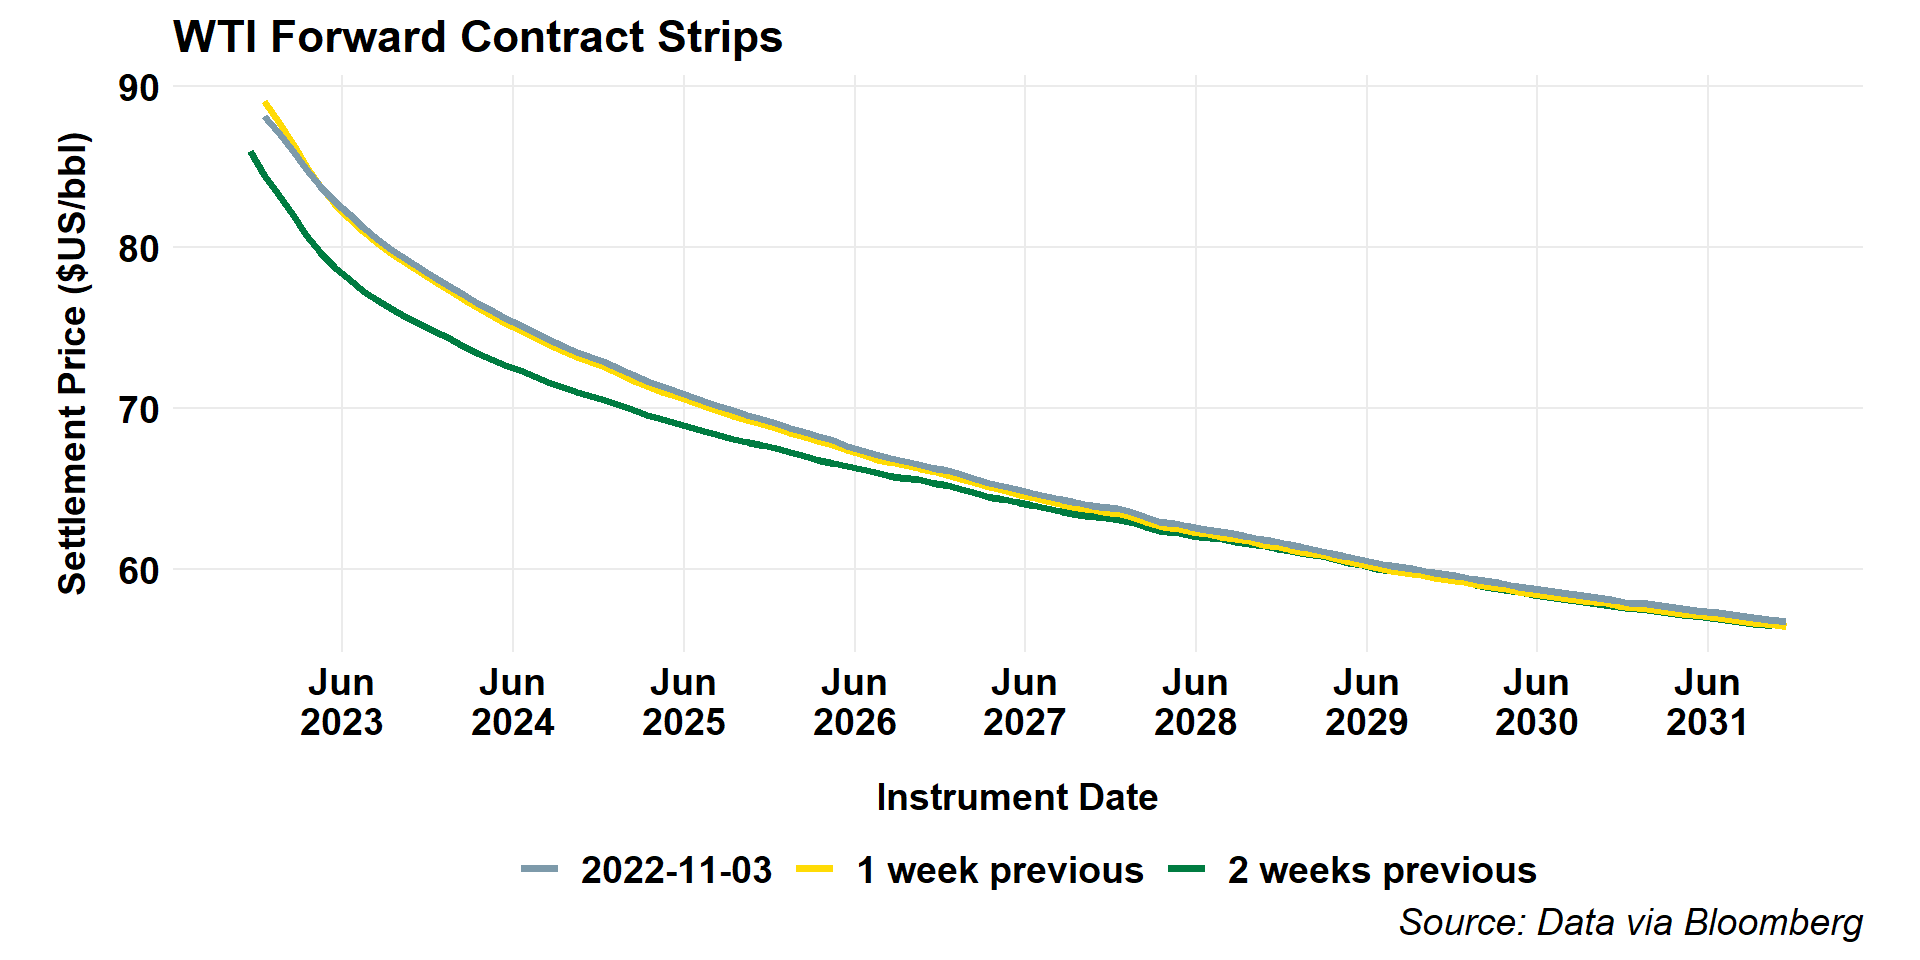 WTI Forward Contract Strips
Settlement Price ($US/bbl)
90
80
70
60
Jun 2023
Jun 2024
Jun 2025
Jun 2026
Jun 2027
Jun 2028
Jun 2029
Jun 2030
Jun 2031
Instrument Date
2022-11-03 1 week previous 2 weeks previous
Source: Data via Bloomberg